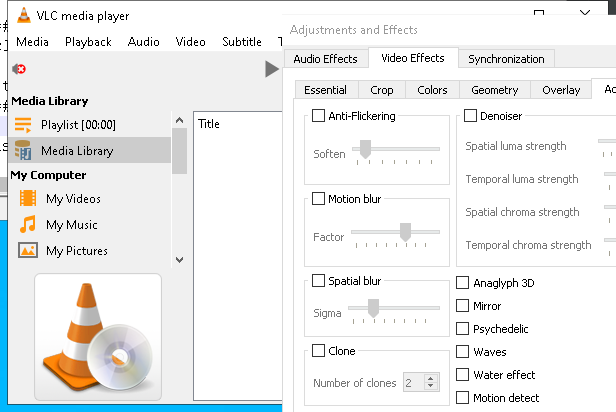 VLC media player
Media Playback Audio Video Subtitle
Media Library
Playlist [00:00]
Media Library
My Computer
My Videos
My Music
My Pictures
Title
Adjustments and Effects
Audio Effects Video Effects Synchronization
Essential Crop Colors Geometry Overlay
Anti-Flickering
Soften
Motion blur
Factor
Spatial blur
Sigma
Clone
Number of clones 2
Denoiser
Spatial luma strength
Temporal luma strength
Spatial chroma strength
Temporal chroma strength
Anaglyph 3D
Mirror
Psychedelic
Waves
Water effect
Motion detect